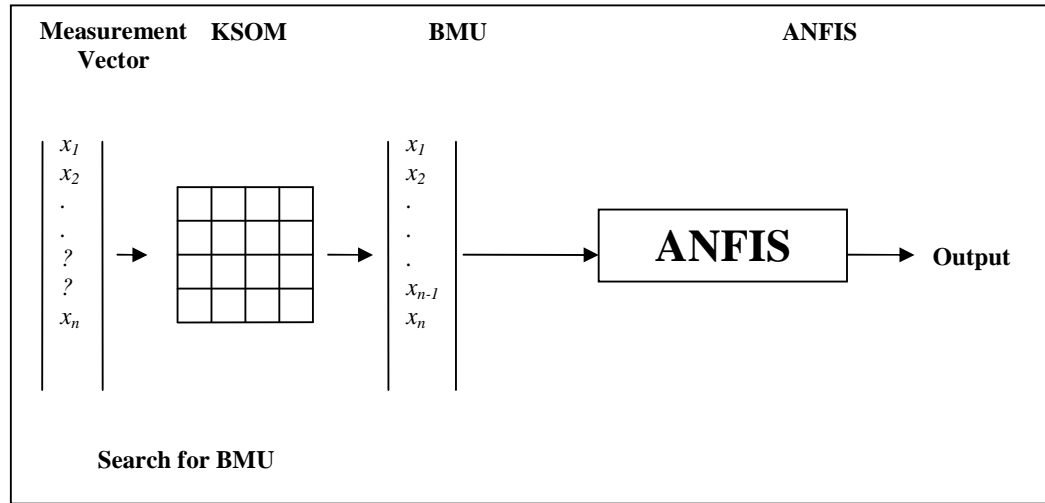 Measurement Vector KSOM BMU ANFIS
x1
x2
.
.
?
?
xn
x1
x2
.
.
.
xn-1
xn
ANFIS
Output
Search for BMU